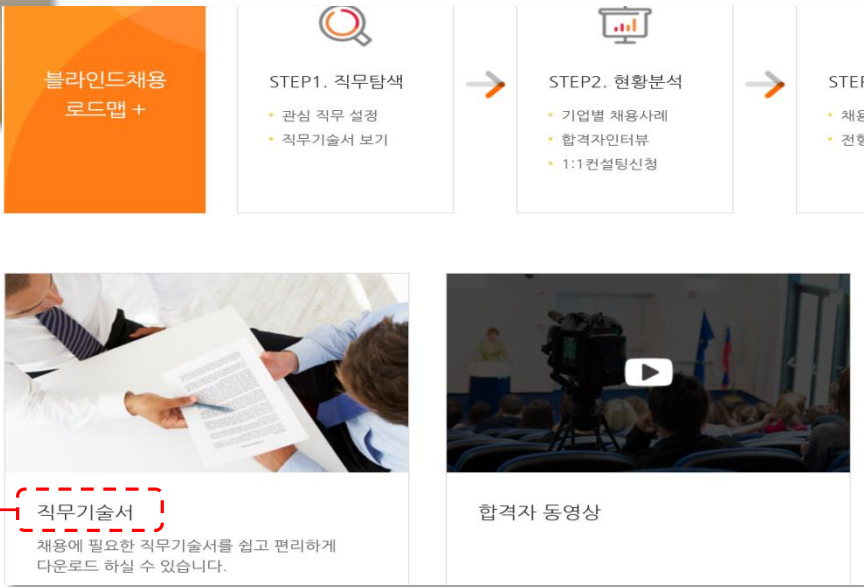 블라인드채용
로드맵 +
STEP1. 직무탐색
관심 직무 설정
직무기술서 보기
STEP2. 현황분석
기업별 채용사례
합격자인터뷰
1:1컨설팅신청
직무기술서
채용에 필요한 직무기술서를 쉽고 편리하게
다운로드 하실 수 있습니다.
합격자 동영상